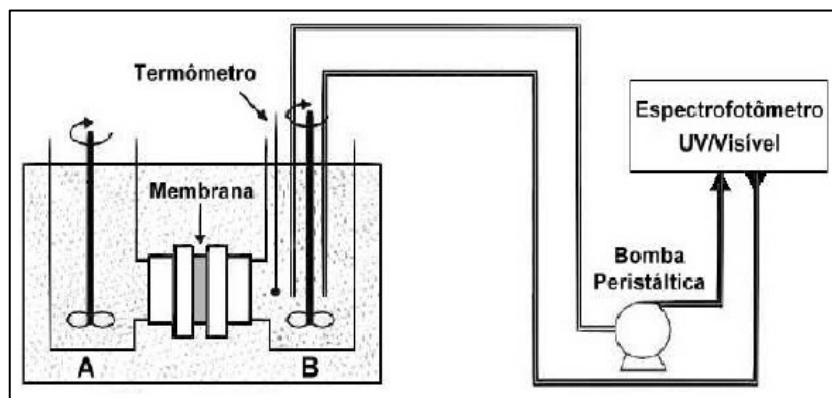 Termômetro
Membrana
Espectrofotômetro
UV/Visível
Bomba
Peristáltica
A
B